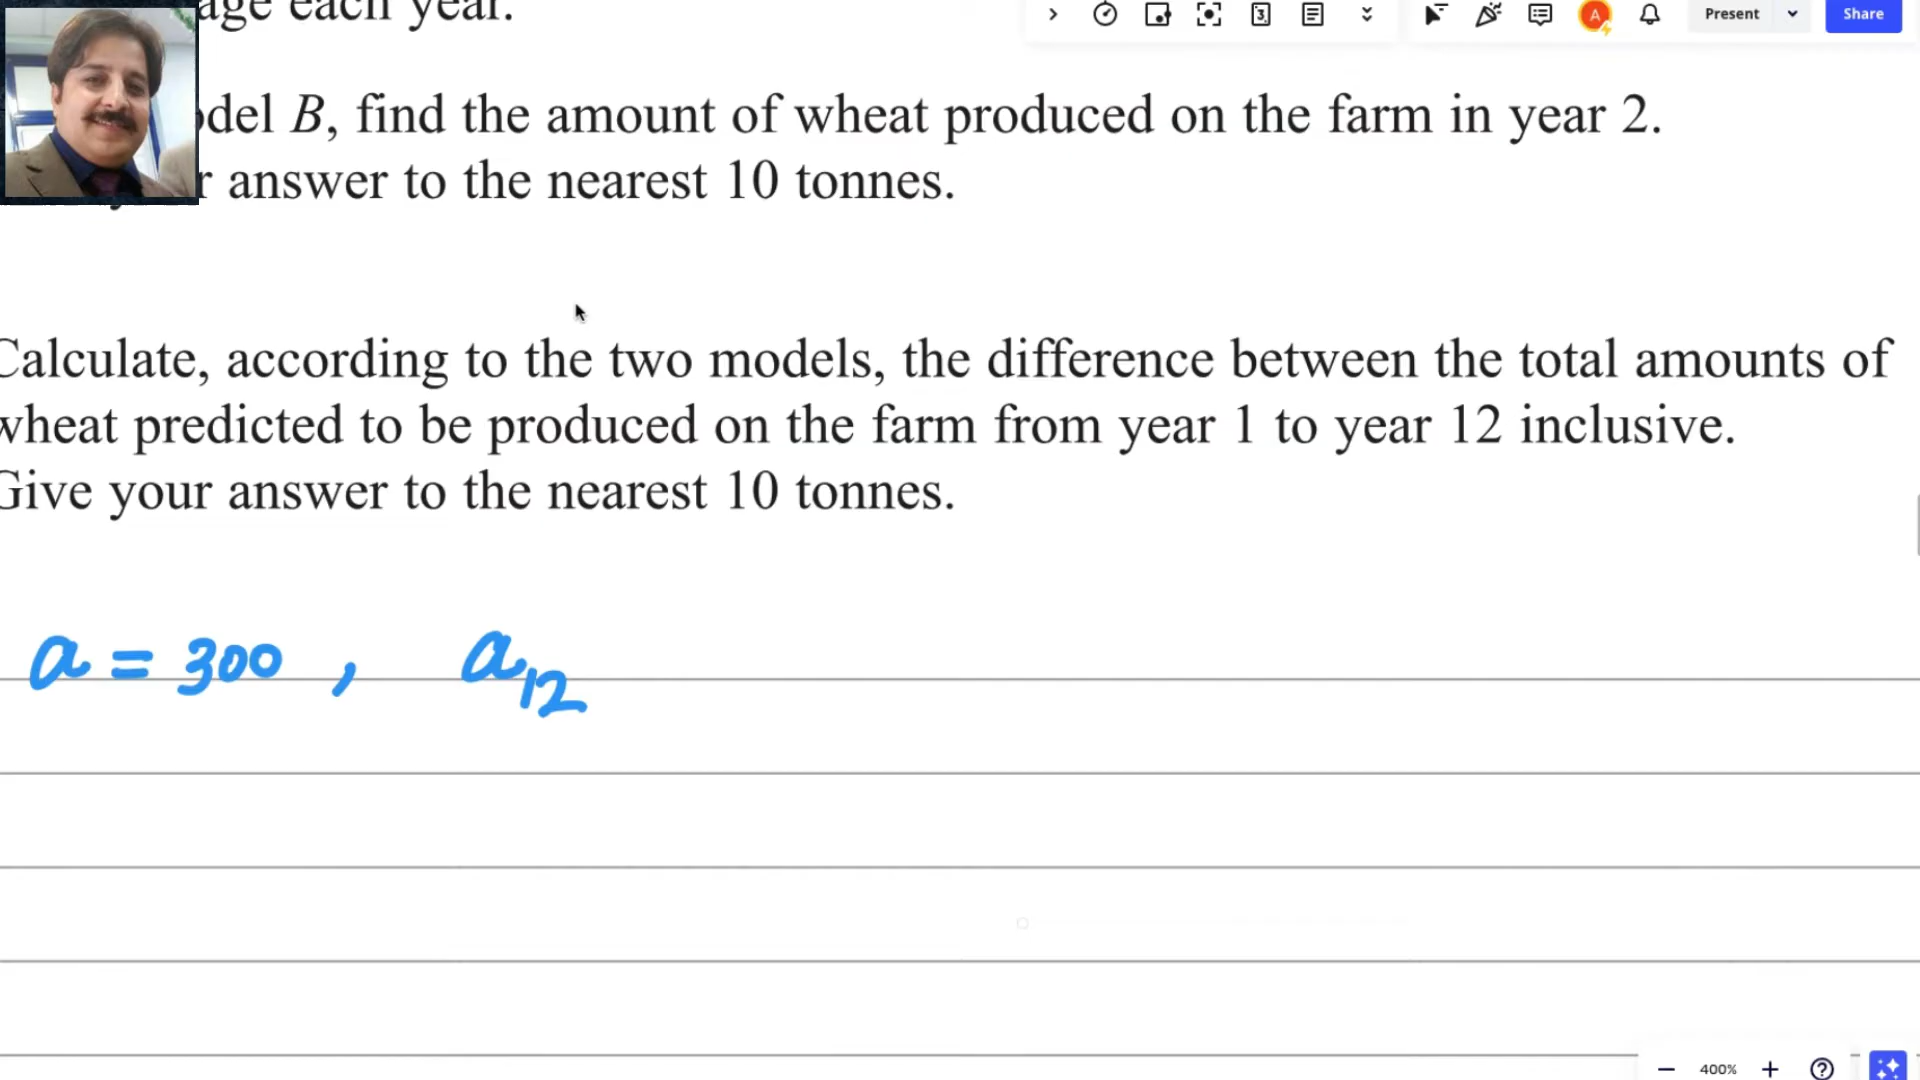 age each year.
3 A Present Share
odel B, find the amount of wheat produced on the farm in year 2.
r answer to the nearest 10 tonnes.
Calculate, according to the two models, the difference between the total amounts of
wheat predicted to be produced on the farm from year 1 to year 12 inclusive.
Give your answer to the nearest 10 tonnes.
a = 300 , a12
400%